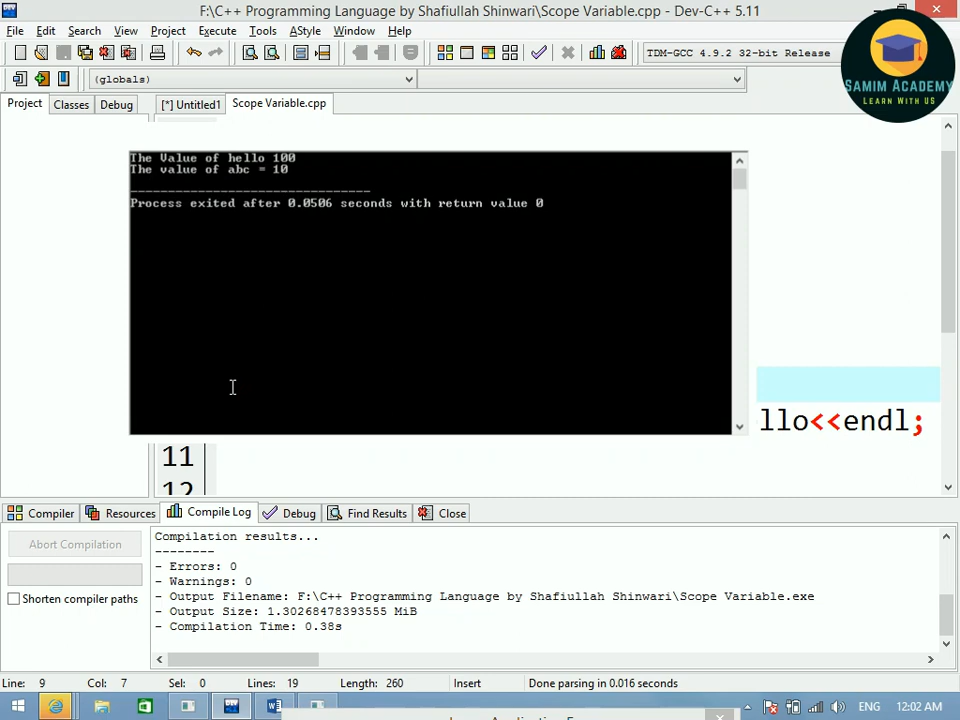 F:\C++ Programming Language by Shafiullah Shinwari\Scope Variable.cpp - Dev-C++ 5.11
File Edit Search View Project Execute Tools AStyle Window Help
TDM-GCC 4.9.2 32-bit Release
(globals)
SAMIM ACADEMY
LEARN WITH US
Project Classes Debug [*] Untitled1 Scope Variable.cpp
The Value of hello 100
The value of abc = 10
--------------------------------
Process exited after 0.0506 seconds with return value 0
llo<<endl;
11
12
Compiler Resources Compile Log Debug Find Results Close
Abort Compilation
Shorten compiler paths
Compilation results...
--------
- Errors: 0
- Warnings: 0
- Output Filename: F:\C++ Programming Language by Shafiullah Shinwari\Scope Variable.exe
- Output Size: 1.30268478393555 MiB
- Compilation Time: 0.38s
Line: 9 Col: 7 Sel: 0 Lines: 19 Length: 260 Insert Done parsing in 0.016 seconds
ENG 12:02 AM